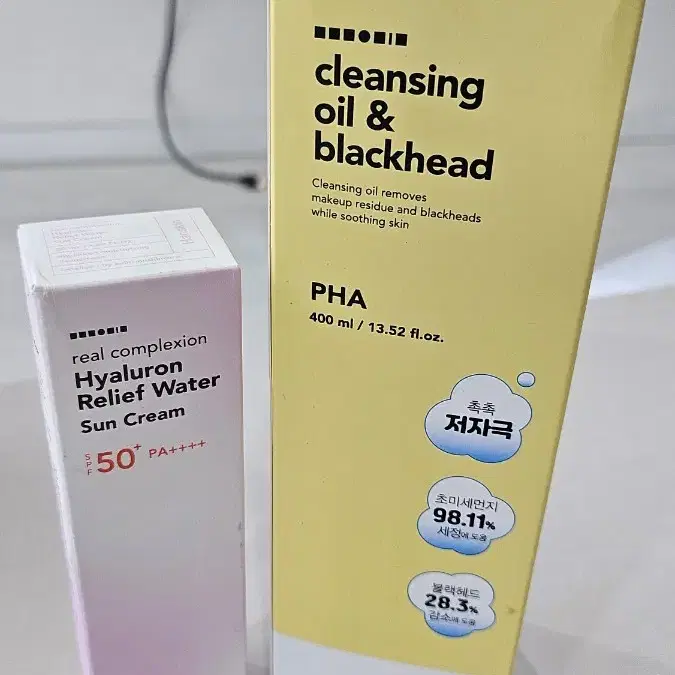 cleansing
oil &
blackhead
Cleansing oil removes
makeup residue and blackheads
while soothing skin
PHA
400 ml / 13.52 fl.oz.
촉촉
저자극
초미세먼지
98.11%
세정에 도움
블랙헤드
28.3%
감소에 도움
real complexion
Hyaluron
Relief Water
Sun Cream
SPF 50+ PA++++